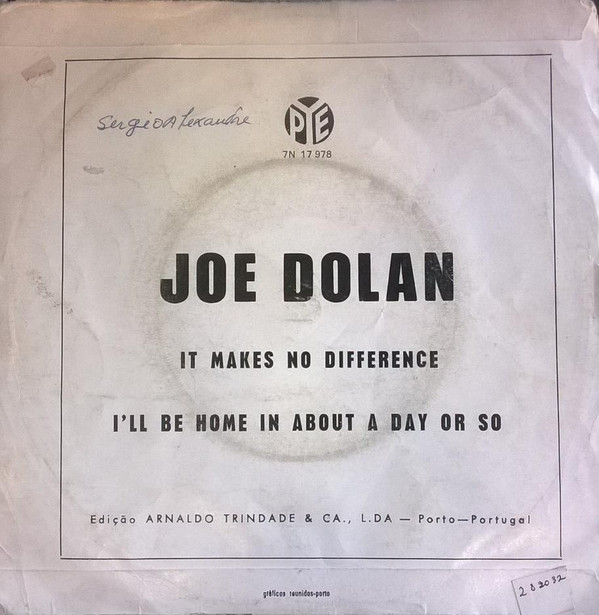 Sergio Alexandre
PYE
7N 17 978
JOE DOLAN
IT MAKES NO DIFFERENCE
I'LL BE HOME IN ABOUT A DAY OR SO
Edição ARNALDO TRINDADE & CA., L.DA — Porto—Portugal
gráficos reunidos-porto
282032